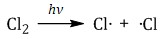 Cl₂ —hν→ Cl· + ·Cl